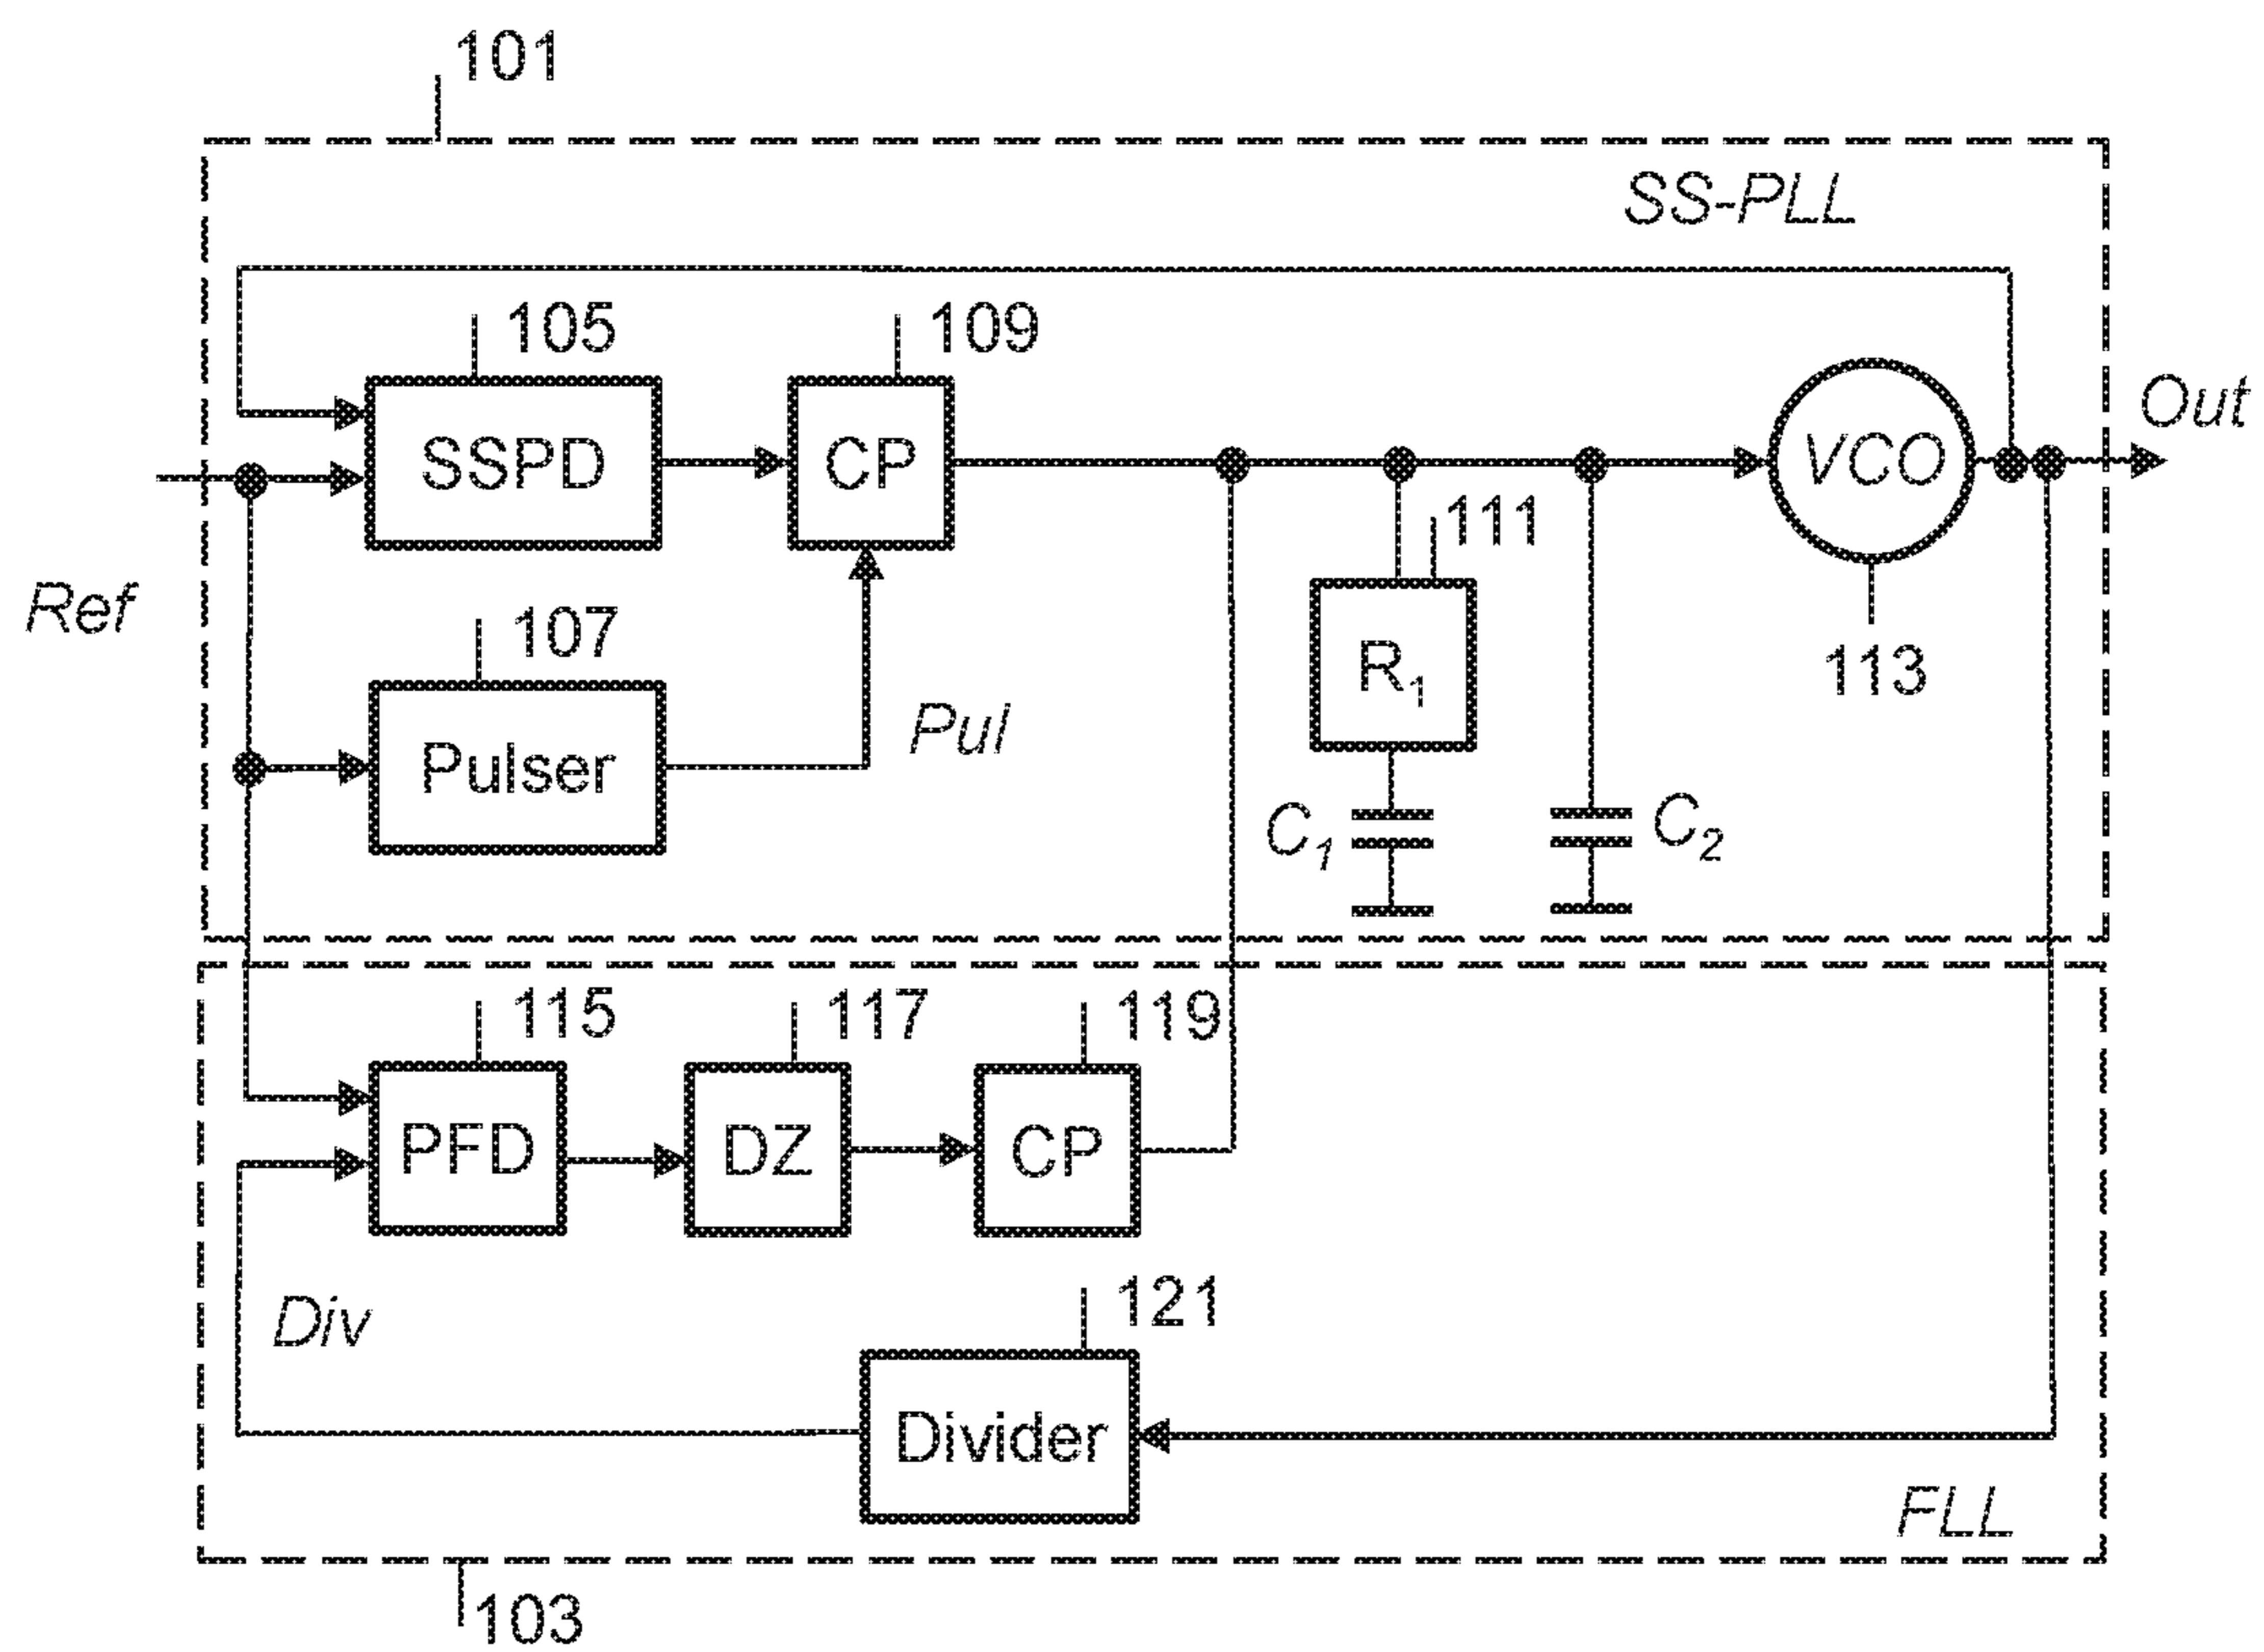 101
SS-PLL
105
109
Out
SSPD
CP
VCO
111
Ref
107
R1
113
Pul
Pulser
C1
C2
115
117
119
PFD
DZ
CP
Div
121
Divider
FLL
103